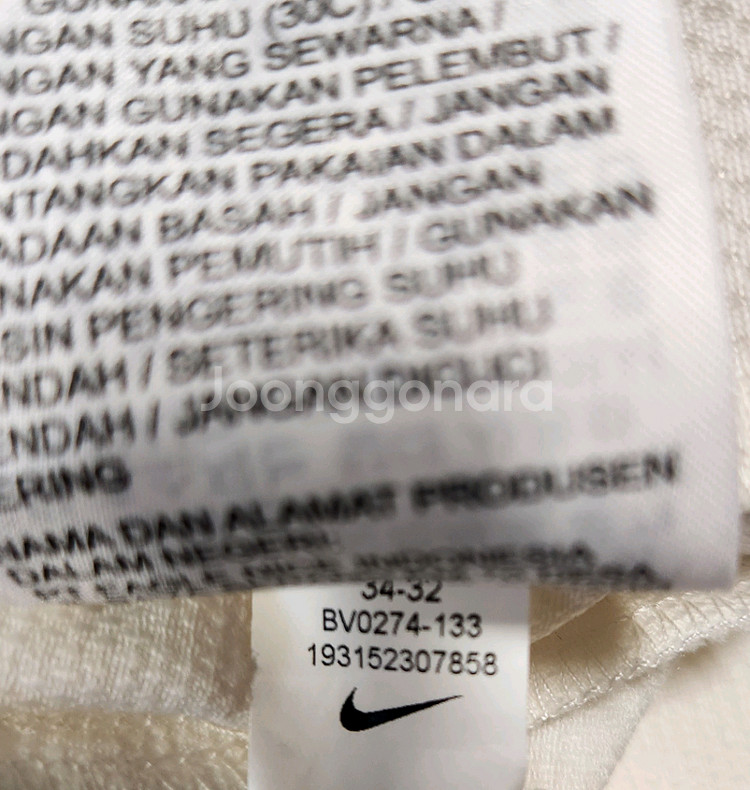 NGAN SUHU (30C) /
NGAN YANG SEWARNA /
NGAN GUNAKAN PELEMBUT /
DAHKAN SEGERA / JANGAN
NTANGKAN PAKAIAN DALAM
ADAAN BASAH / JANGAN
NAKAN PEMUTIH / GUNAKAN
SIN PENGERING SUHU
NDAH / SETERIKA SUHU
NDAH / JANGAN
Joonggonara
ERING
NAMA DAN ALAMAT PRODUSEN
DALAM NEGERI:
INDONESIA
34-32
BV0274-133
193152307858